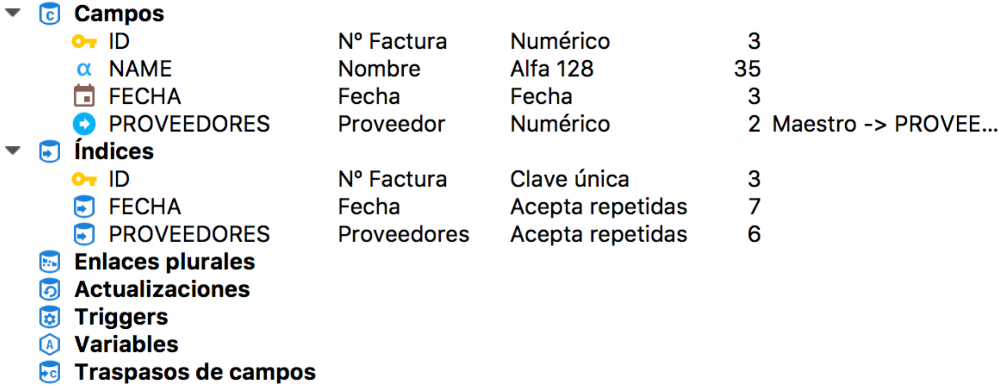 Campos
ID Nº Factura Numérico 3
NAME Nombre Alfa 128 35
FECHA Fecha Fecha 3
PROVEEDORES Proveedor Numérico 2 Maestro -> PROVEE...
Índices
ID Nº Factura Clave única 3
FECHA Fecha Acepta repetidas 7
PROVEEDORES Proveedores Acepta repetidas 6
Enlaces plurales
Actualizaciones
Triggers
Variables
Traspasos de campos